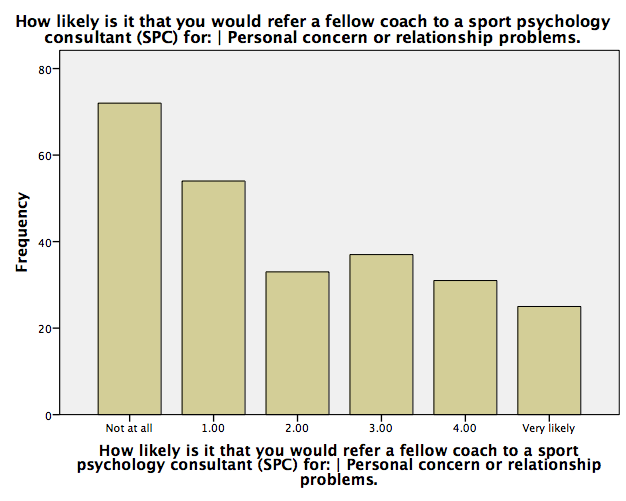 How likely is it that you would refer a fellow coach to a sport psychology
consultant (SPC) for: | Personal concern or relationship problems.
80
60
40
20
0
Frequency
Not at all
1.00
2.00
3.00
4.00
Very likely
How likely is it that you would refer a fellow coach to a sport
psychology consultant (SPC) for: | Personal concern or relationship
problems.